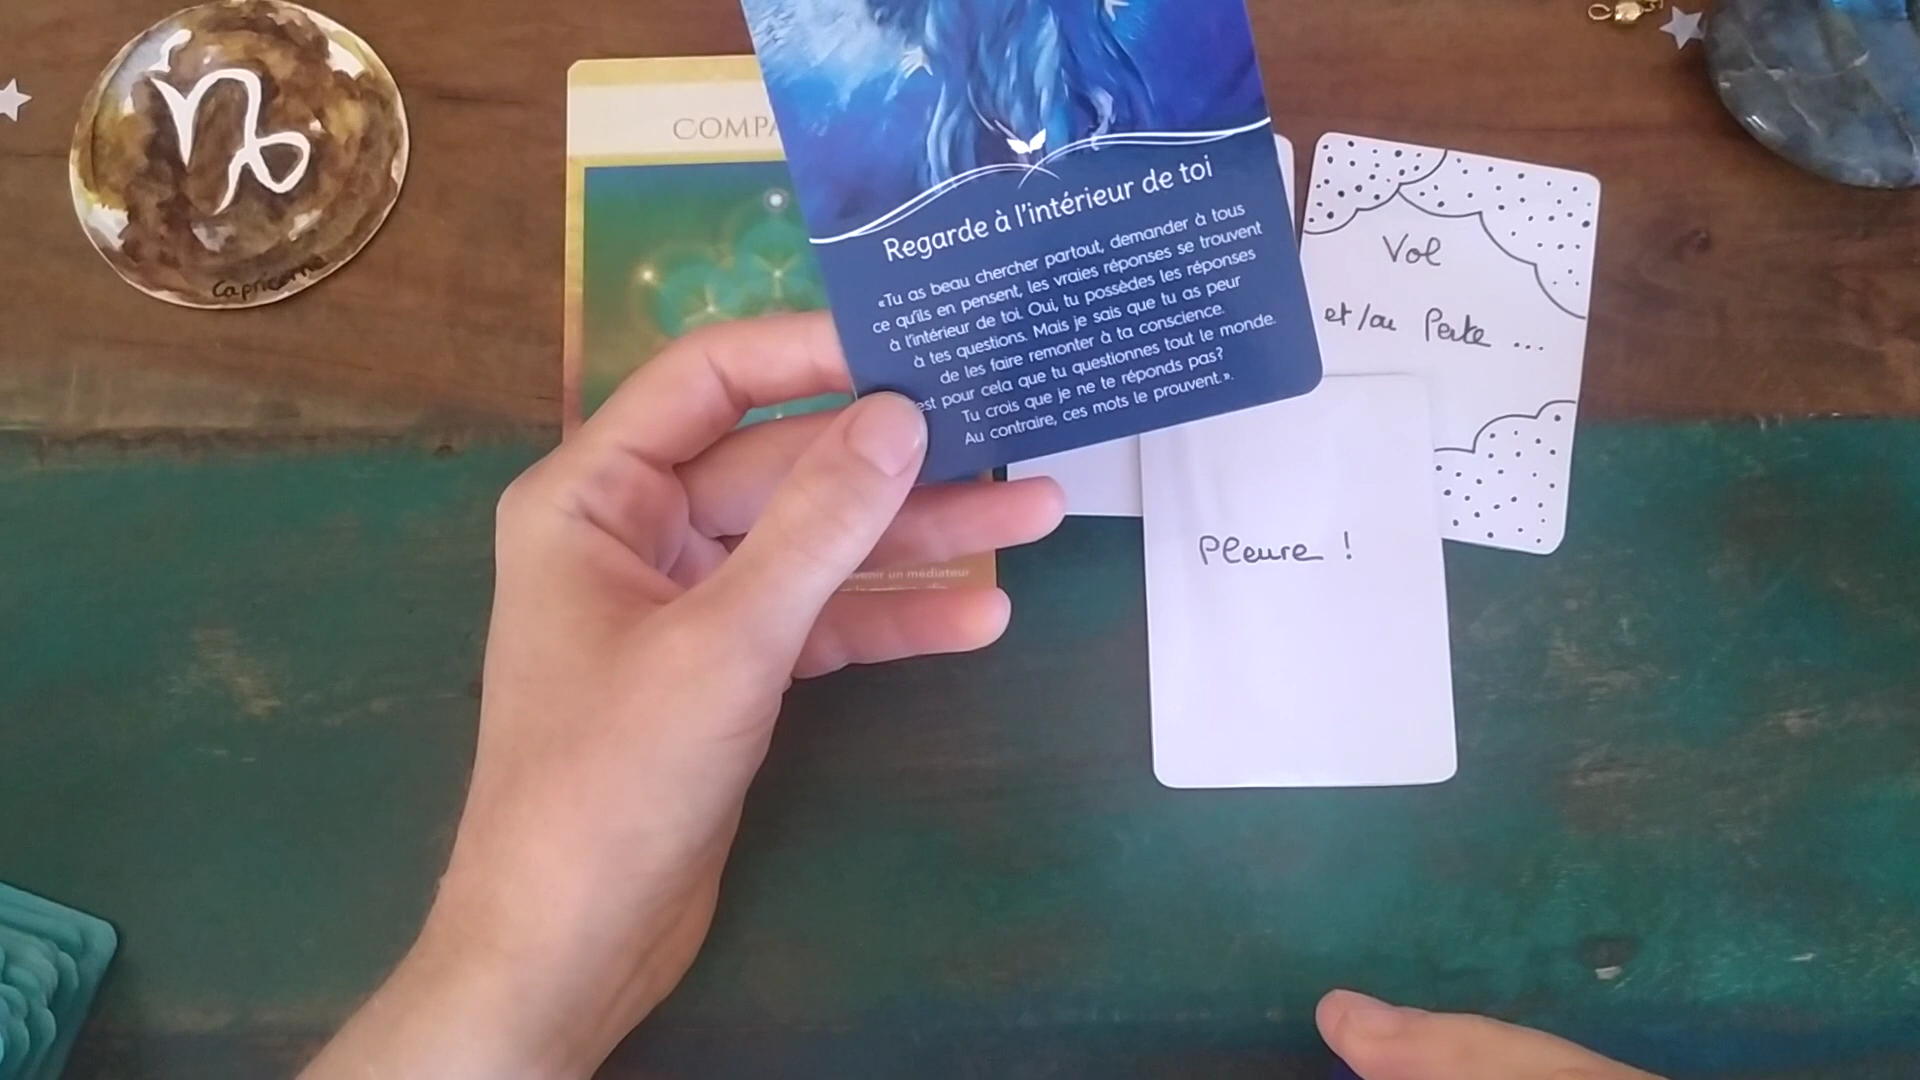 Capricorne
COMPA
Regarde à l'intérieur de toi
«Tu as beau chercher partout, demander à tous
ce qu'ils en pensent, les vraies réponses se trouvent
à l'intérieur de toi. Oui, tu possèdes les réponses
à tes questions. Mais je sais que tu as peur
de les faire remonter à ta conscience.
est pour cela que tu questionnes tout le monde.
Tu crois que je ne te réponds pas?
Au contraire, ces mots le prouvent.».
Vol
et/ou Perte ...
Pleure !
venir un médiateur